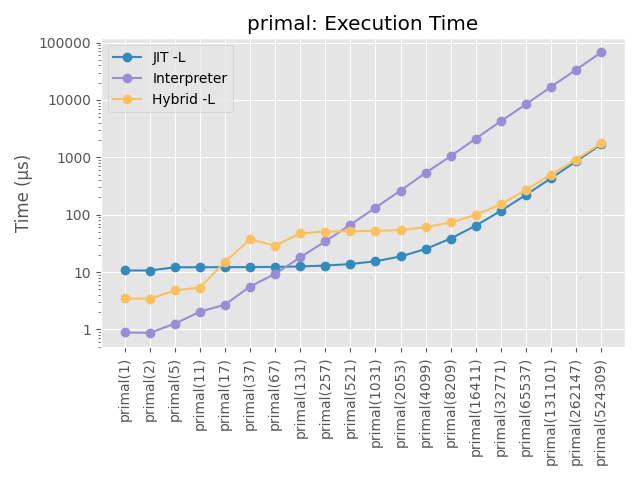 primal: Execution Time
JIT -L
Interpreter
Hybrid -L
Time (µs)
100000
10000
1000
100
10
1
primal(1)
primal(2)
primal(5)
primal(11)
primal(17)
primal(37)
primal(67)
primal(131)
primal(257)
primal(521)
primal(1031)
primal(2053)
primal(4099)
primal(8209)
primal(16411)
primal(32771)
primal(65537)
primal(131101)
primal(262147)
primal(524309)